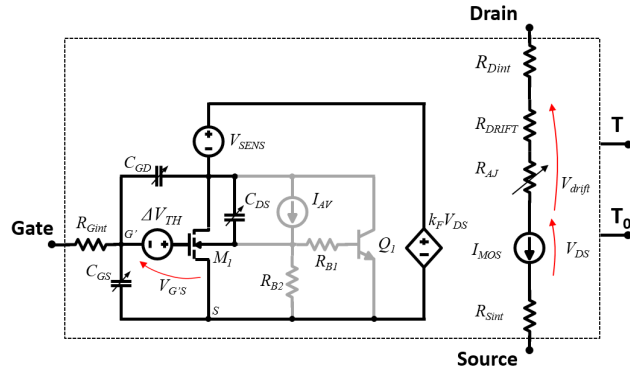 Drain
R_Dint
T
R_DRIFT
V_SENS
R_AJ
C_GD
V_drift
C_DS
I_AV
ΔV_TH
k_F V_DS
T_0
Gate
R_Gint
G'
Q_1
M_1
I_MOS
V_DS
R_B1
C_GS
V_G'S
R_B2
S
R_Sint
Source